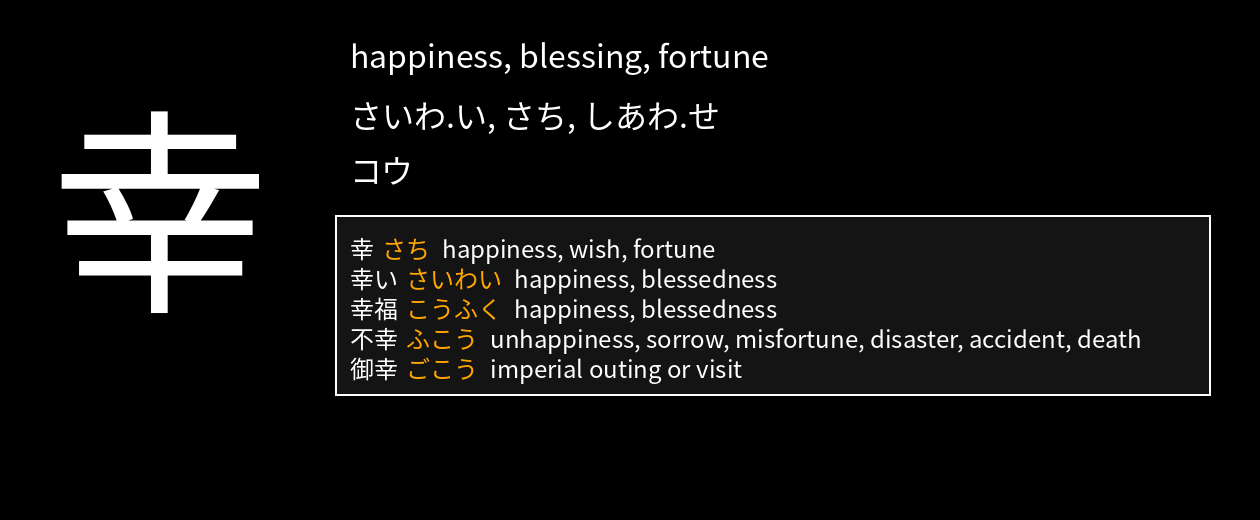 幸
happiness, blessing, fortune
さいわ.い, さち, しあわ.せ
コウ
幸 さち happiness, wish, fortune
幸い さいわい happiness, blessedness
幸福 こうふく happiness, blessedness
不幸 ふこう unhappiness, sorrow, misfortune, disaster, accident, death
御幸 ごこう imperial outing or visit